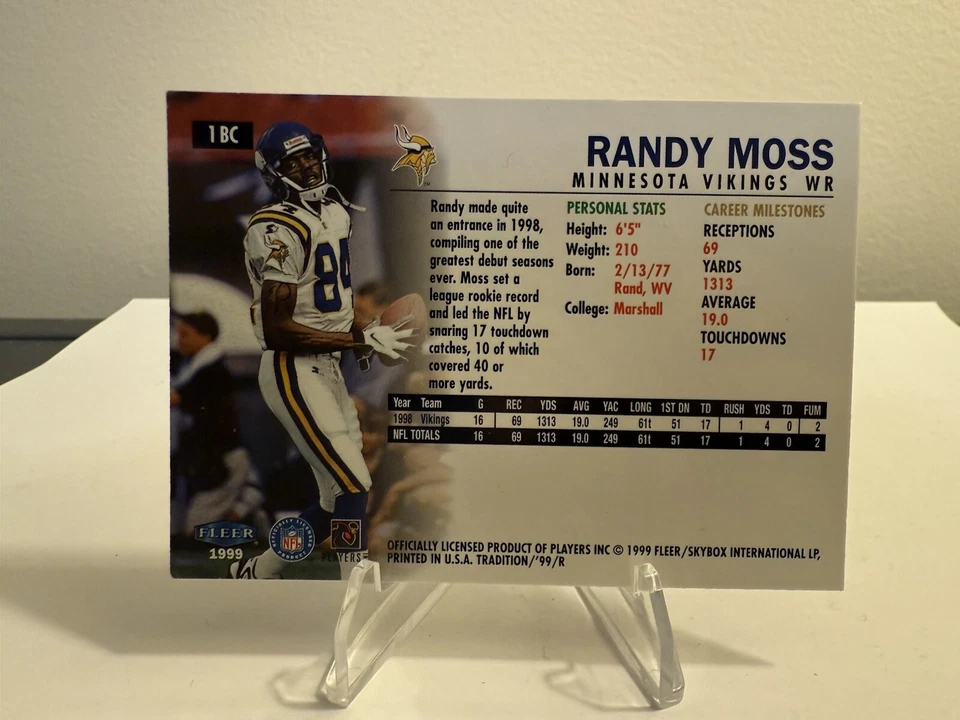 1 BC
RANDY MOSS
MINNESOTA VIKINGS WR
Randy made quite
an entrance in 1998,
compiling one of the
greatest debut seasons
ever. Moss set a
league rookie record
and led the NFL by
snaring 17 touchdown
catches, 10 of which
covered 40 or
more yards.
PERSONAL STATS
Height: 6'5"
Weight: 210
Born: 2/13/77
Rand, WV
College: Marshall
CAREER MILESTONES
RECEPTIONS
69
YARDS
1313
AVERAGE
19.0
TOUCHDOWNS
17
Year Team G REC YDS AVG YAC LONG 1ST DN TD RUSH YDS TD FUM
1998 Vikings 16 69 1313 19.0 249 61t 51 17 1 4 0 2
NFL TOTALS 16 69 1313 19.0 249 61t 51 17 1 4 0 2
84
FLEER
1999
NFL
PLAYERS
OFFICIALLY LICENSED PRODUCT OF PLAYERS INC © 1999 FLEER/SKYBOX INTERNATIONAL LP,
PRINTED IN U.S.A. TRADITION/'99/R